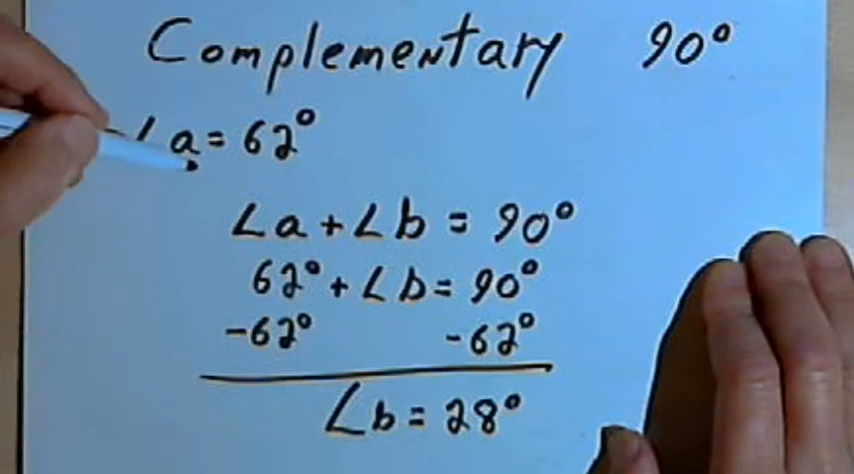 Complementary 90°
∠a = 62°
∠a + ∠b = 90°
62° + ∠b = 90°
-62° -62°
∠b = 28°